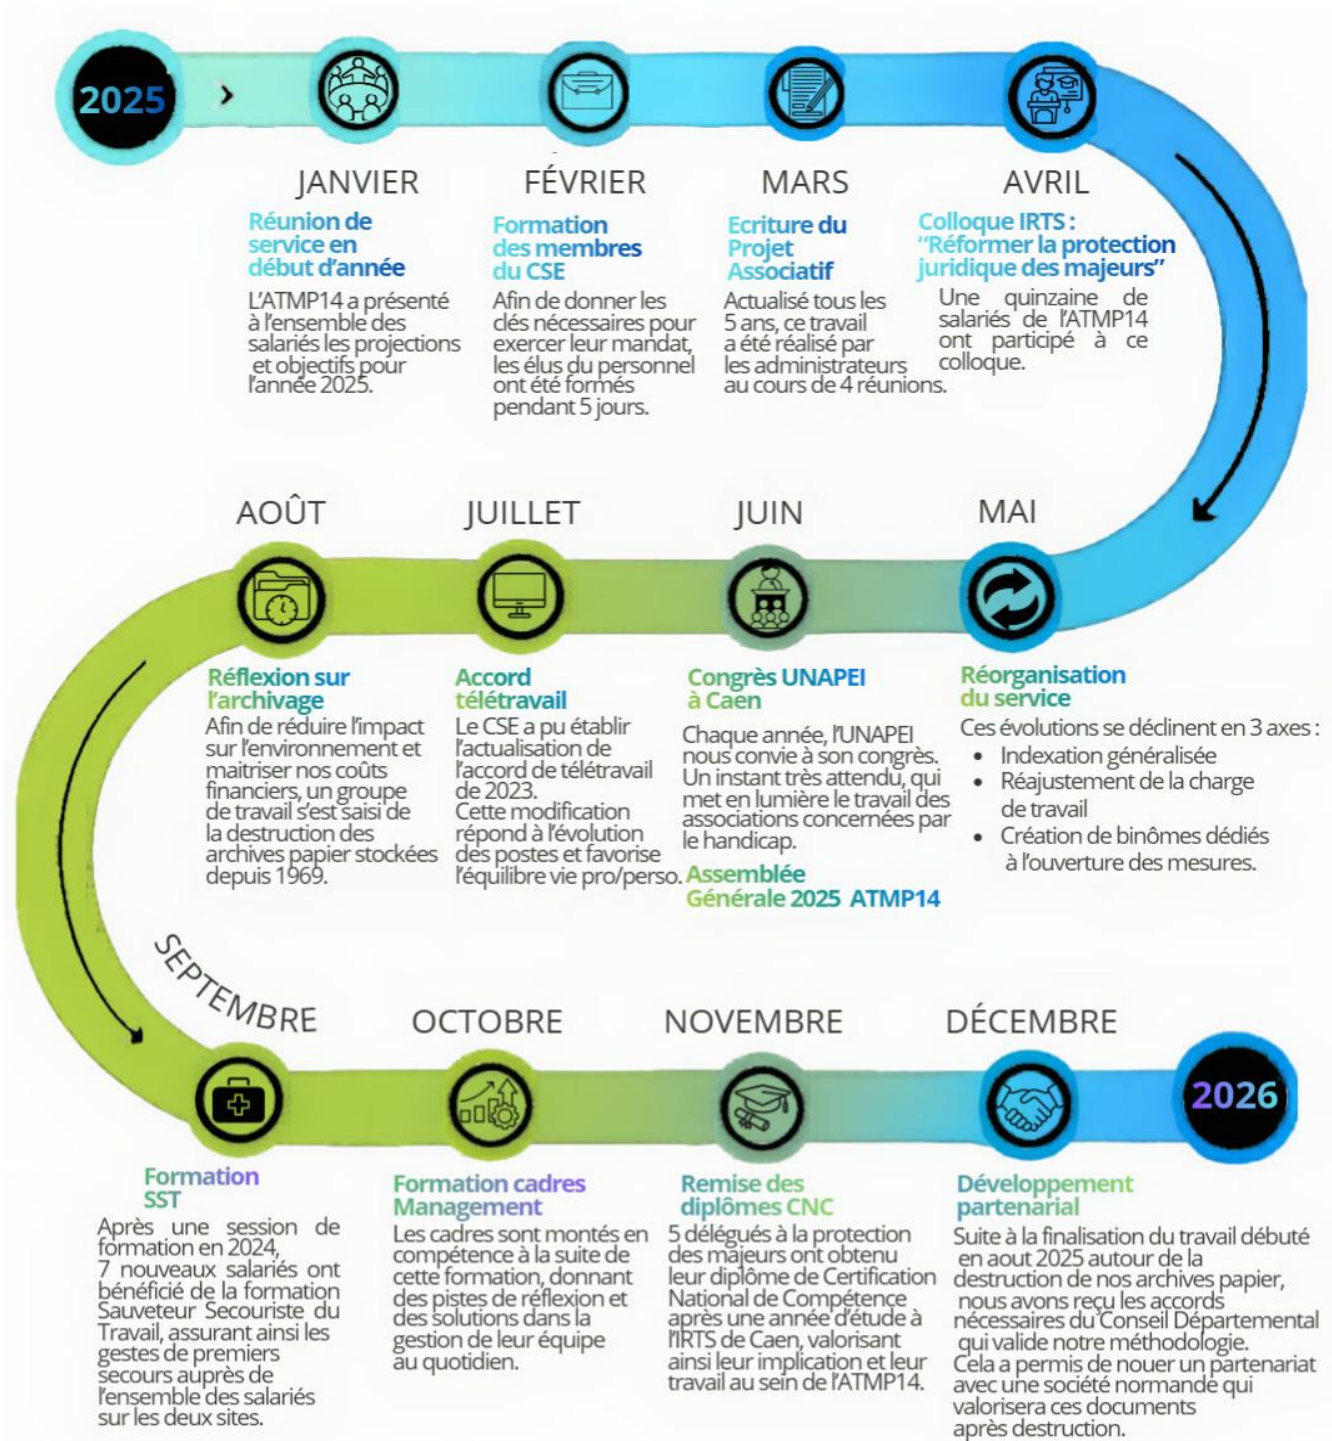 2025
JANVIER
Réunion de
service en
début d'année
L'ATMP14 a présenté
à l'ensemble des
salariés les projections
et objectifs pour
l'année 2025.
FÉVRIER
Formation
des membres
du CSE
Afin de donner les
clés nécessaires pour
exercer leur mandat,
les élus du personnel
ont été formés
pendant 5 jours.
MARS
Ecriture du
Projet
Associatif
Actualisé tous les
5 ans, ce travail
a été réalisé par
les administrateurs
au cours de 4 réunions.
AVRIL
Colloque IRTS :
“Réformer la protection
juridique des majeurs”
Une quinzaine de
salariés de l'ATMP14
ont participé à ce
colloque.
MAI
Réorganisation
du service
Ces évolutions se déclinent en 3 axes :
• Indexation généralisée
• Réajustement de la charge
de travail
• Création de binômes dédiés
à l'ouverture des mesures.
JUIN
Congrès UNAPEI
à Caen
Chaque année, l'UNAPEI
nous convie à son congrès.
Un instant très attendu, qui
met en lumière le travail des
associations concernées par
le handicap.
Assemblée
Générale 2025 ATMP14
JUILLET
Accord
télétravail
Le CSE a pu établir
l'actualisation de
l'accord de télétravail
de 2023.
Cette modification
répond à l'évolution
des postes et favorise
l'équilibre vie pro/perso.
AOÛT
Réflexion sur
l'archivage
Afin de réduire l'impact
sur l'environnement et
maitriser nos coûts
financiers, un groupe
de travail s'est saisi de
la destruction des
archives papier stockées
depuis 1969.
SEPTEMBRE
Formation
SST
Après une session de
formation en 2024,
7 nouveaux salariés ont
bénéficié de la formation
Sauveteur Secouriste du
Travail, assurant ainsi les
gestes de premiers
secours auprès de
l'ensemble des salariés
sur les deux sites.
OCTOBRE
Formation cadres
Management
Les cadres sont montés en
compétence à la suite de
cette formation, donnant
des pistes de réflexion et
des solutions dans la
gestion de leur équipe
au quotidien.
NOVEMBRE
Remise des
diplômes CNC
5 délégués à la protection
des majeurs ont obtenu
leur diplôme de Certification
National de Compétence
après une année d'étude à
l'IRTS de Caen, valorisant
ainsi leur implication et leur
travail au sein de l'ATMP14.
DÉCEMBRE
Développement
partenarial
Suite à la finalisation du travail débuté
en aout 2025 autour de la
destruction de nos archives papier,
nous avons reçu les accords
nécessaires du Conseil Départemental
qui valide notre méthodologie.
Cela a permis de nouer un partenariat
avec une société normande qui
valorisera ces documents
après destruction.
2026